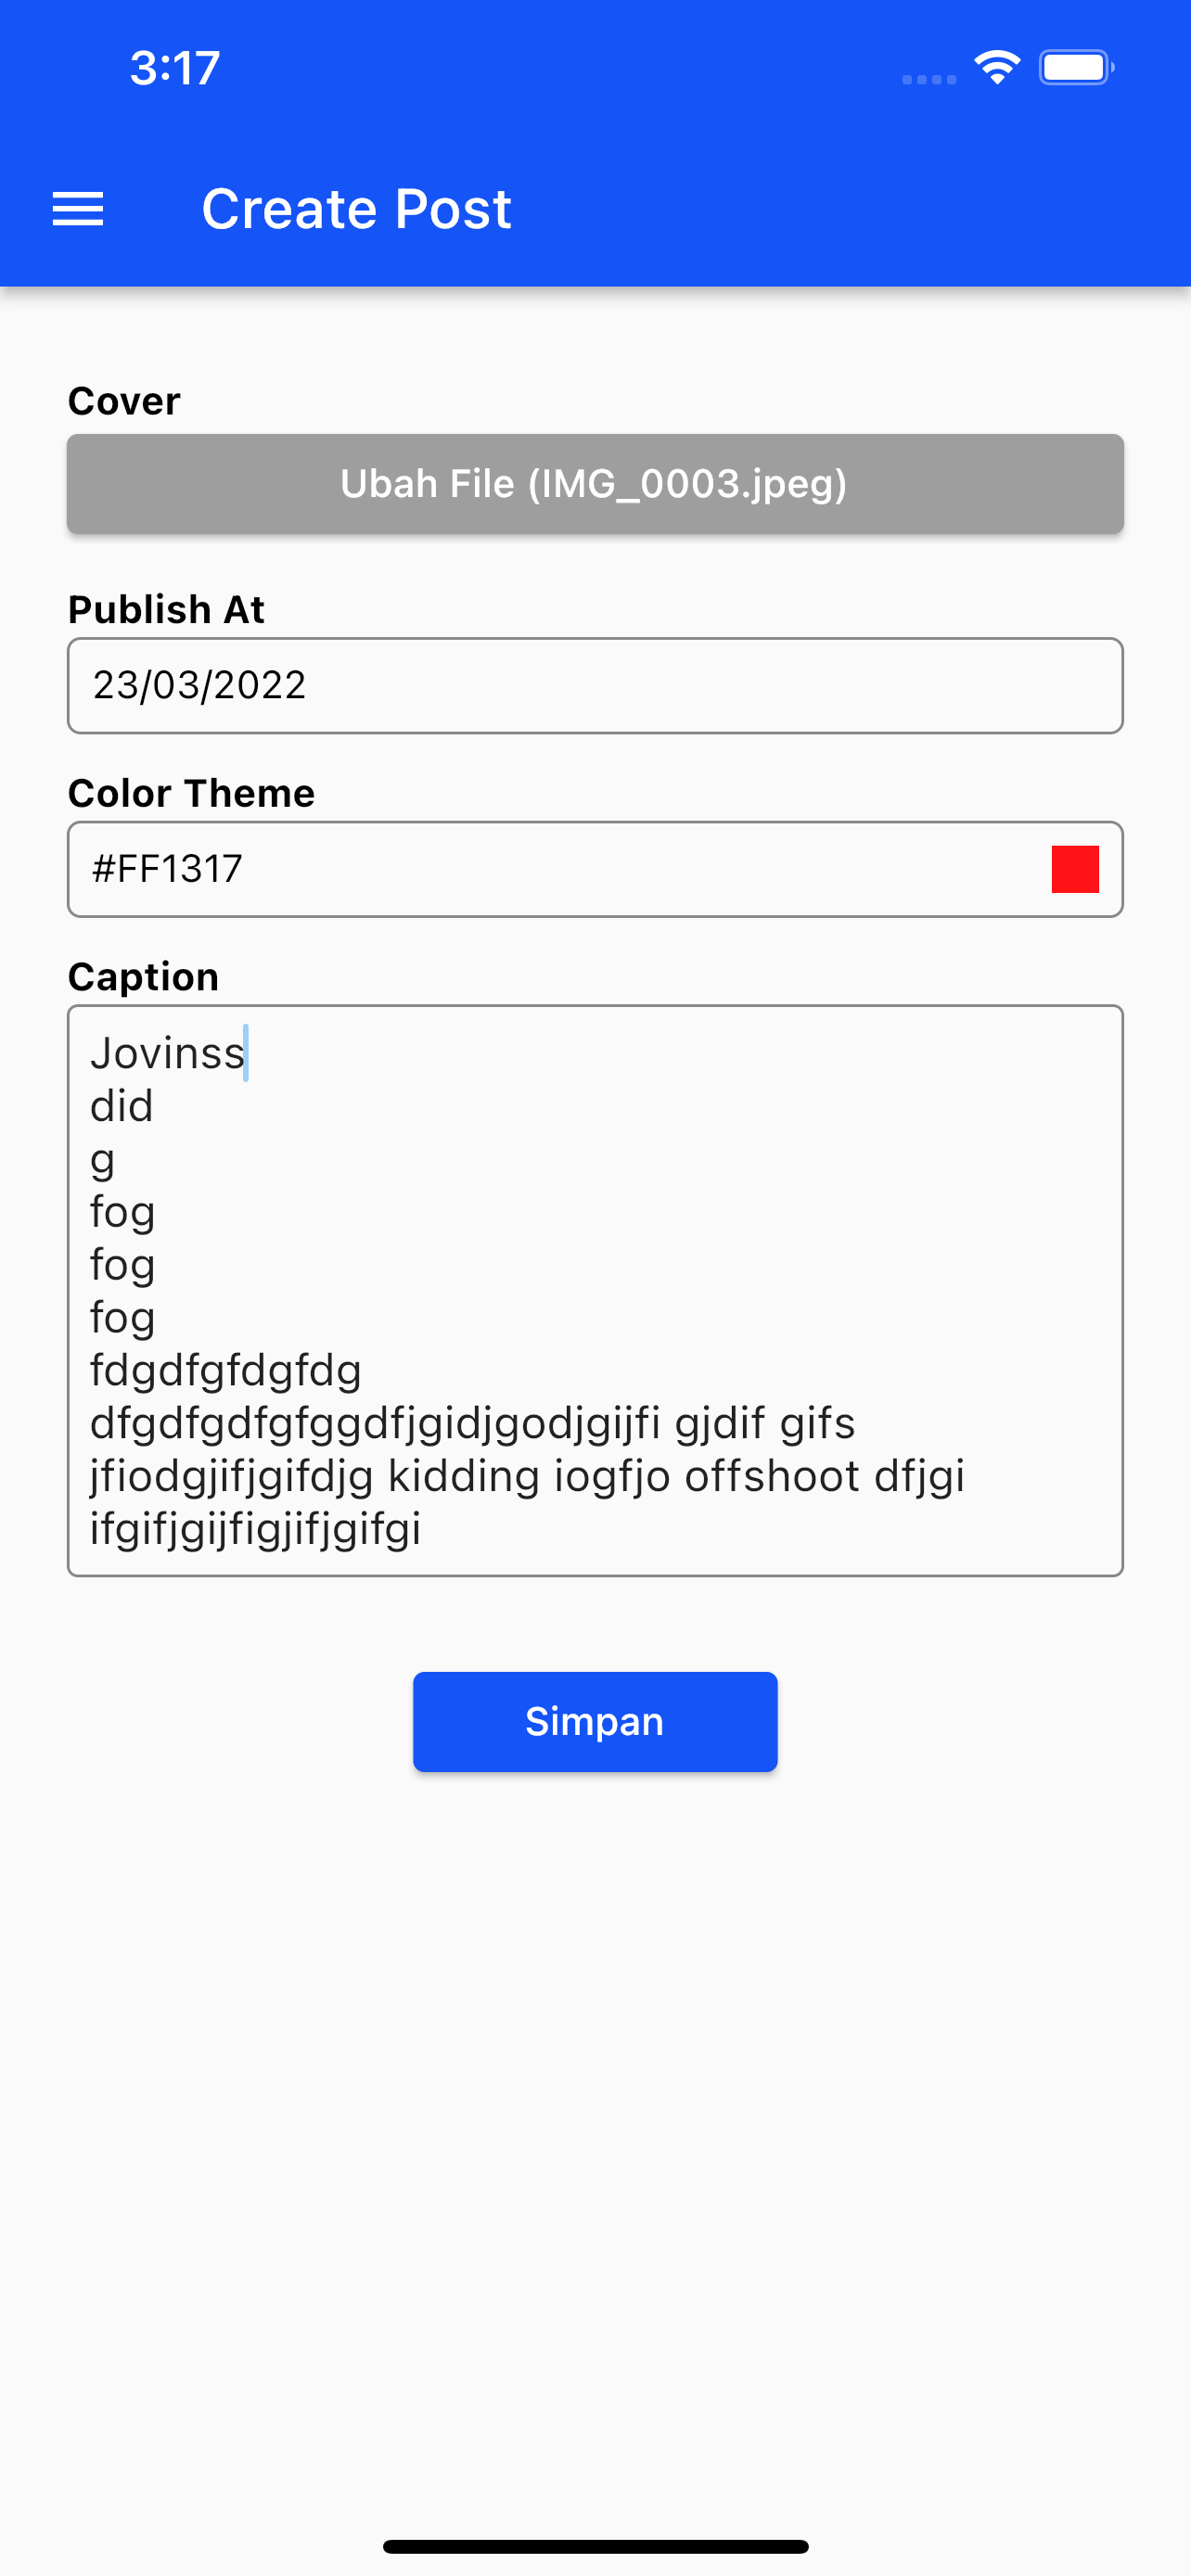 3:17
Create Post
Cover
Ubah File (IMG_0003.jpeg)
Publish At
23/03/2022
Color Theme
#FF1317
Caption
Jovinss
did
g
fog
fog
fog
fdgdfgfdgfdg
dfgdfgdfgfggdfjgidjgodjgijfi gjdif gifs
jfiodgjifjgifdjg kidding iogfjo offshoot dfjgi
ifgifjgijfigjifjgifgi
Simpan